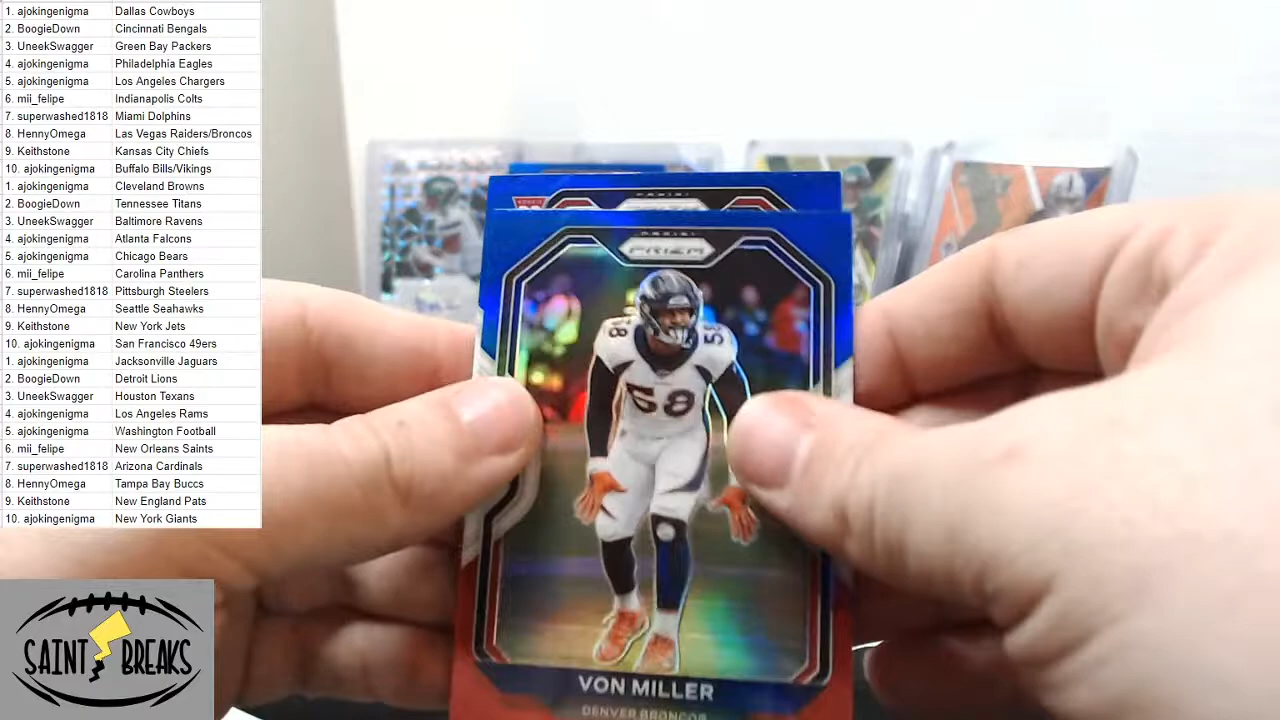 1. ajokingenigma Dallas Cowboys
2. BoogieDown Cincinnati Bengals
3. UneekSwagger Green Bay Packers
4. ajokingenigma Philadelphia Eagles
5. ajokingenigma Los Angeles Chargers
6. mii_felipe Indianapolis Colts
7. superwashed1818 Miami Dolphins
8. HennyOmega Las Vegas Raiders/Broncos
9. Keithstone Kansas City Chiefs
10. ajokingenigma Buffalo Bills/Vikings
1. ajokingenigma Cleveland Browns
2. BoogieDown Tennessee Titans
3. UneekSwagger Baltimore Ravens
4. ajokingenigma Atlanta Falcons
5. ajokingenigma Chicago Bears
6. mii_felipe Carolina Panthers
7. superwashed1818 Pittsburgh Steelers
8. HennyOmega Seattle Seahawks
9. Keithstone New York Jets
10. ajokingenigma San Francisco 49ers
1. ajokingenigma Jacksonville Jaguars
2. BoogieDown Detroit Lions
3. UneekSwagger Houston Texans
4. ajokingenigma Los Angeles Rams
5. ajokingenigma Washington Football
6. mii_felipe New Orleans Saints
7. superwashed1818 Arizona Cardinals
8. HennyOmega Tampa Bay Buccs
9. Keithstone New England Pats
10. ajokingenigma New York Giants
SAINT BREAKS
PANINI
PANINI
PRIZM
58
58
58
VON MILLER
DENVER BRONCOS